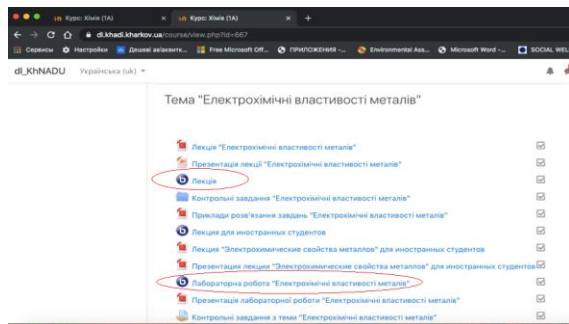 Курс: Хімія (1А)
Курс: Хімія (1А)
dl.khadi.kharkov.ua/course/view.php?id=667
Сервисы Настройки Дешеві авіаквитк... Free Microsoft Off... ПРИЛОЖЕНИЯ -... Environmental Ass... Microsoft Word -... SOCIAL WEL
dl_KhNADU Українська (uk)
Тема "Електрохімічні властивості металів"
Лекція "Електрохімічні властивості металів"
Презентація лекції "Електрохімічні властивості металів"
Лекція
Контрольні завдання "Електрохімічні властивості металів"
Приклади розв'язання завдань "Електрохімічні властивості металів"
Лекция для иностранных студентов
Лекция "Электрохимические свойства металлов" для иностранных студентов
Презентация лекции "Электрохимические свойства металлов" для иностранных студентов
Лабораторна робота "Електрохімічні властивості металів"
Презентація лабораторної роботи "Електрохімічні властивості металів"
Контрольні завдання з теми "Електрохімічні властивості металів"